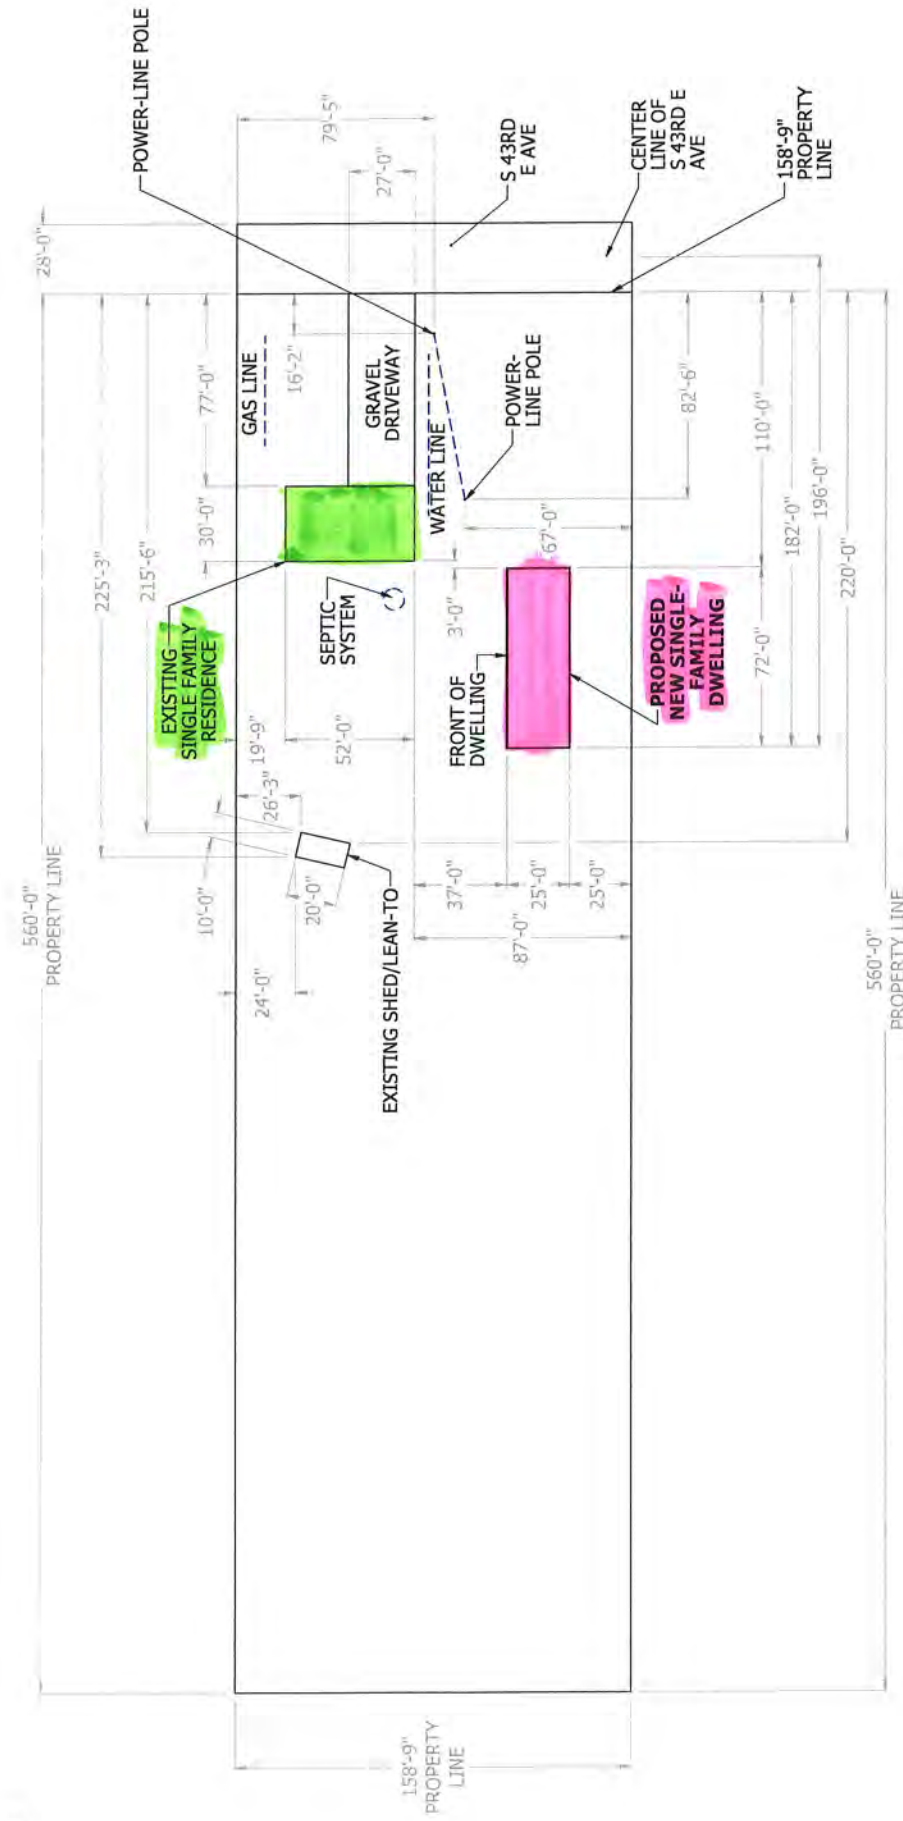 560'-0"
PROPERTY LINE
28'-0"
225'-3"
215'-6"
77'-0"
30'-0"
16'-2"
79'-5"
27'-0"
POWER-LINE POLE
GAS LINE
GRAVEL
DRIVEWAY
WATER LINE
S 43RD
E AVE
CENTER
LINE OF
S 43RD E
AVE
158'-9"
PROPERTY
LINE
EXISTING
SINGLE FAMILY
RESIDENCE
19'-9"
52'-0"
SEPTIC
SYSTEM
POWER-
LINE POLE
67'-0"
82'-6"
3'-0"
FRONT OF
DWELLING
PROPOSED
NEW SINGLE-
FAMILY
DWELLING
110'-0"
72'-0"
182'-0"
196'-0"
220'-0"
10'-0"
26'-3"
20'-0"
24'-0"
EXISTING SHED/LEAN-TO
37'-0"
25'-0"
25'-0"
87'-0"
158'-9"
PROPERTY
LINE
560'-0"
PROPERTY LINE